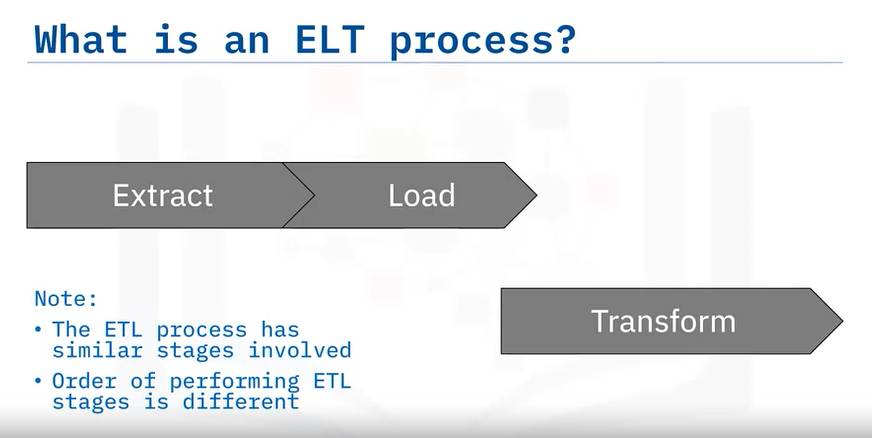 What is an ELT process?
Extract
Load
Transform
Note:
• The ETL process has
similar stages involved
• Order of performing ETL
stages is different